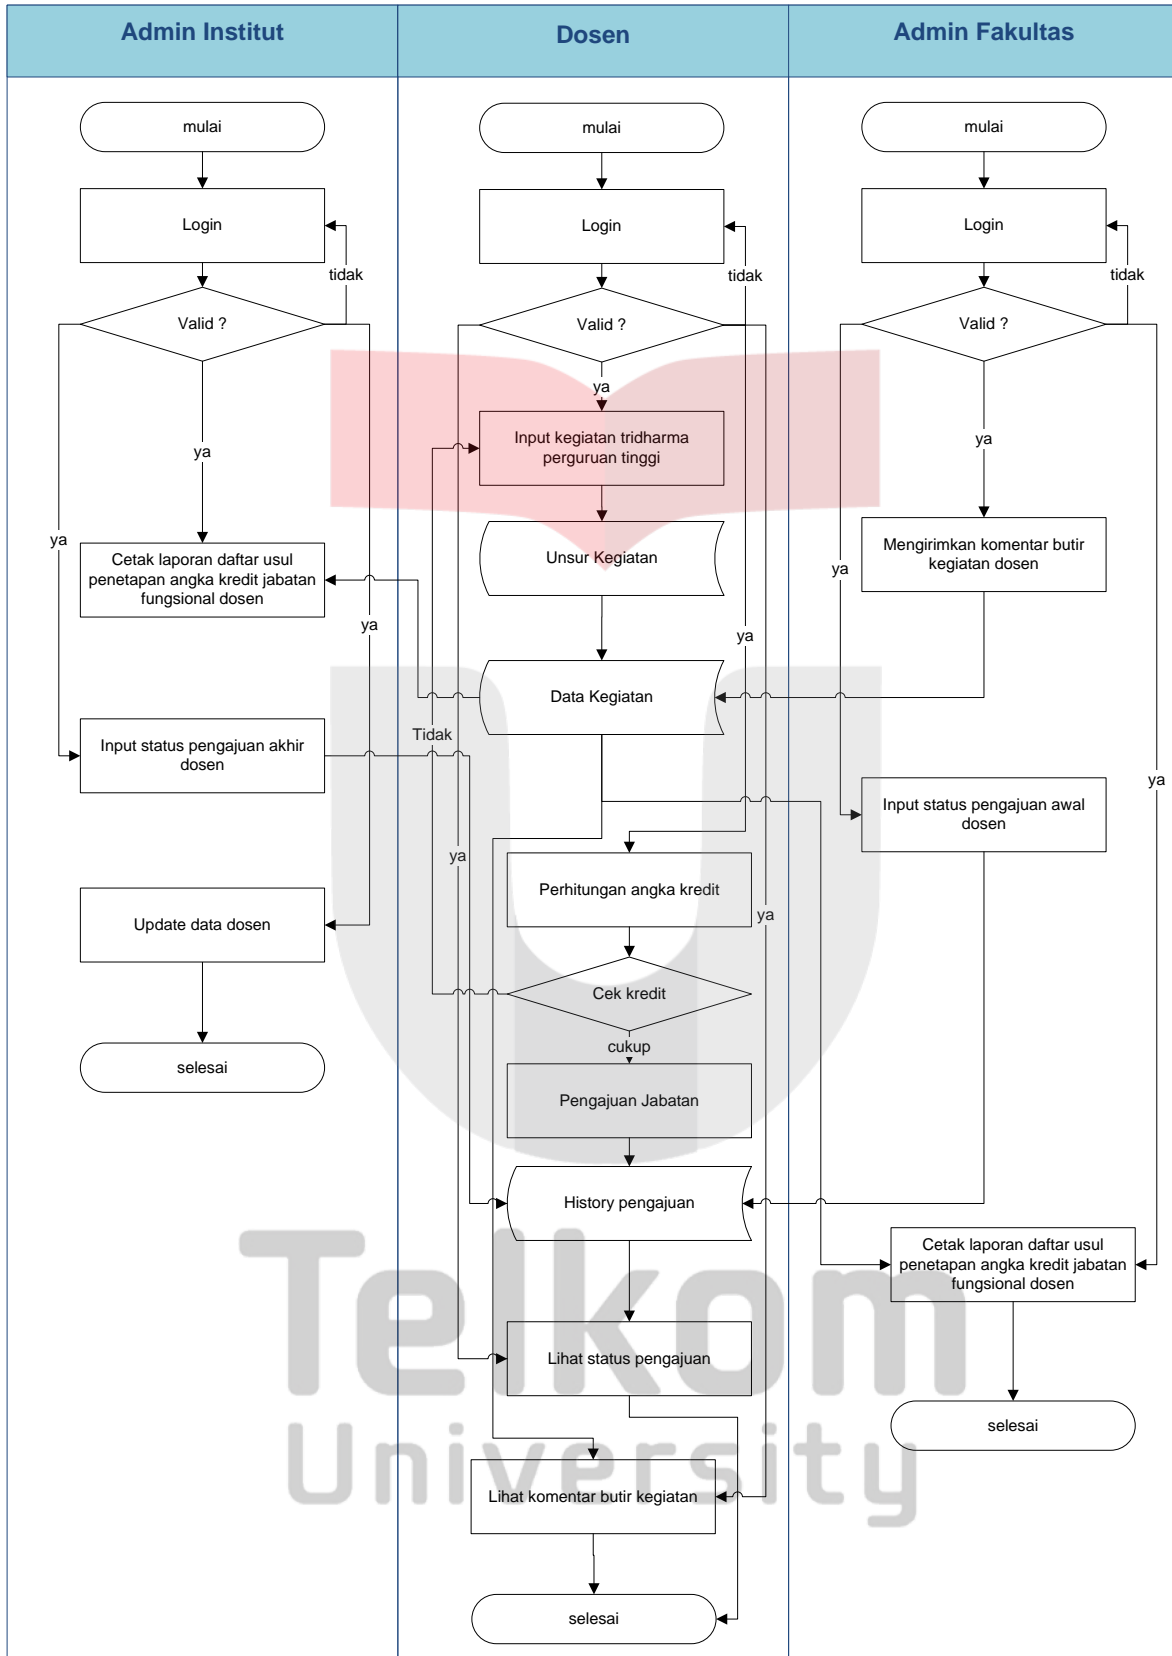 Admin Institut
Dosen
Admin Fakultas
mulai
mulai
mulai
Login
Login
Login
tidak
tidak
tidak
Valid ?
Valid ?
Valid ?
ya
Input kegiatan tridharma
perguruan tinggi
ya
ya
ya
Cetak laporan daftar usul
penetapan angka kredit jabatan
fungsional dosen
Unsur Kegiatan
Mengirimkan komentar butir
kegiatan dosen
ya
ya
ya
Data Kegiatan
Tidak
Input status pengajuan akhir
dosen
Input status pengajuan awal
dosen
ya
ya
Perhitungan angka kredit
ya
Update data dosen
Cek kredit
cukup
selesai
Pengajuan Jabatan
History pengajuan
Cetak laporan daftar usul
penetapan angka kredit jabatan
fungsional dosen
Lihat status pengajuan
selesai
Lihat komentar butir kegiatan
selesai
Telkom
University